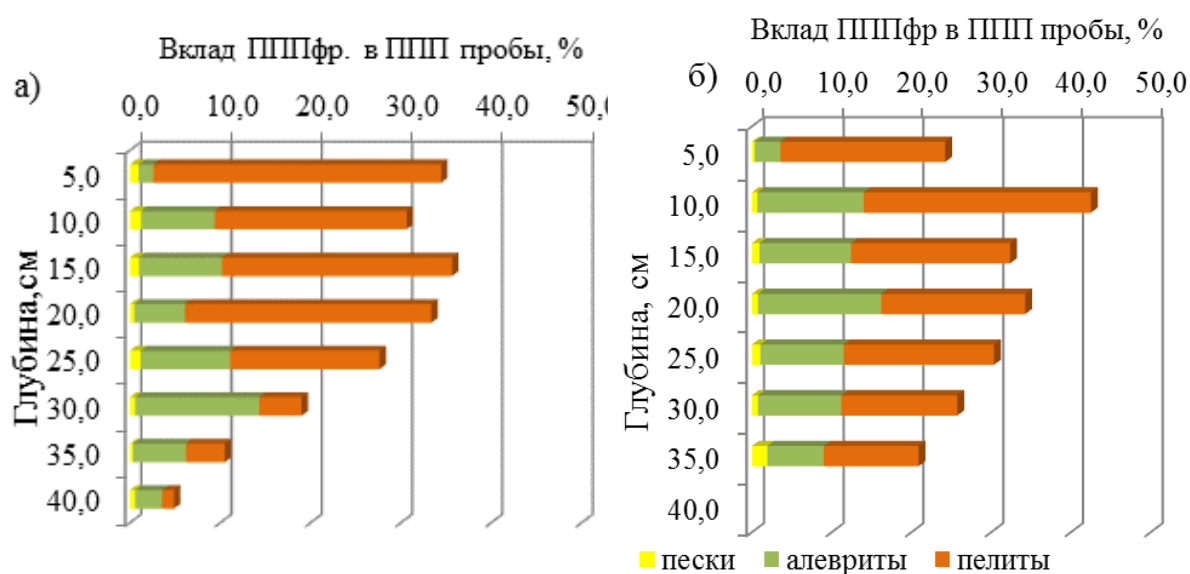 Вклад ПППфр. в ППП пробы, %
а)
0,0 10,0 20,0 30,0 40,0 50,0
5,0
10,0
15,0
20,0
25,0
30,0
35,0
40,0
Глубина,см
Вклад ПППфр в ППП пробы, %
б)
0,0 10,0 20,0 30,0 40,0 50,0
5,0
10,0
15,0
20,0
25,0
30,0
35,0
40,0
Глубина, см
пески алевриты пелиты